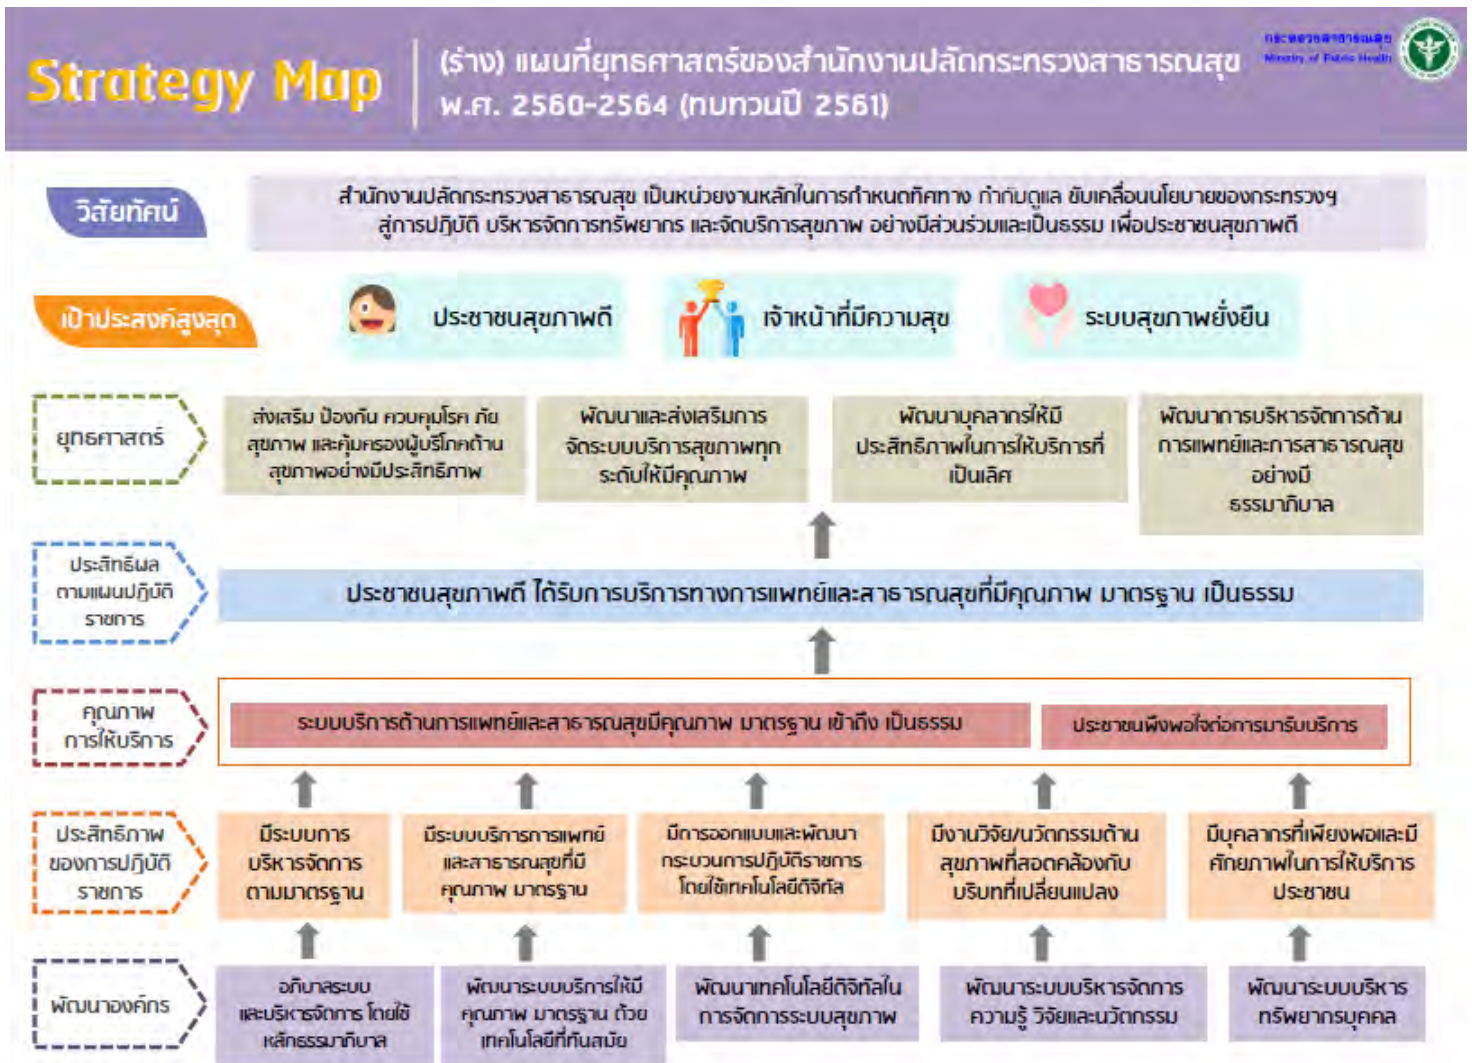 Strategy Map
(ร่าง) แผนที่ยุทธศาสตร์ของสำนักงานปลัดกระทรวงสาธารณสุข
พ.ศ. 2560-2564 (ทบทวนปี 2561)
กระทรวงสาธารณสุข
Ministry of Public Health
วิสัยทัศน์
สำนักงานปลัดกระทรวงสาธารณสุข เป็นหน่วยงานหลักในการกำหนดทิศทาง กำกับดูแล ขับเคลื่อนนโยบายของกระทรวงฯ
สู่การปฏิบัติ บริหารจัดการทรัพยากร และจัดบริการสุขภาพ อย่างมีส่วนร่วมและเป็นธรรม เพื่อประชาชนสุขภาพดี
เป้าประสงค์สูงสุด
ประชาชนสุขภาพดี
เจ้าหน้าที่มีความสุข
ระบบสุขภาพยั่งยืน
ยุทธศาสตร์
ส่งเสริม ป้องกัน ควบคุมโรค ภัย
สุขภาพ และคุ้มครองผู้บริโภคด้าน
สุขภาพอย่างมีประสิทธิภาพ
พัฒนาและส่งเสริมการ
จัดระบบบริการสุขภาพทุก
ระดับให้มีคุณภาพ
พัฒนาบุคลากรให้มี
ประสิทธิภาพในการให้บริการที่
เป็นเลิศ
พัฒนาการบริหารจัดการด้าน
การแพทย์และการสาธารณสุข
อย่างมี
ธรรมาภิบาล
ประสิทธิผล
ตามแผนปฏิบัติ
ราชการ
ประชาชนสุขภาพดี ได้รับการบริการทางการแพทย์และสาธารณสุขที่มีคุณภาพ มาตรฐาน เป็นธรรม
คุณภาพ
การให้บริการ
ระบบบริการด้านการแพทย์และสาธารณสุขมีคุณภาพ มาตรฐาน เข้าถึง เป็นธรรม
ประชาชนพึงพอใจต่อการมารับบริการ
ประสิทธิภาพ
ของการปฏิบัติ
ราชการ
มีระบบการ
บริหารจัดการ
ตามมาตรฐาน
มีระบบบริการการแพทย์
และสาธารณสุขที่มี
คุณภาพ มาตรฐาน
มีการออกแบบและพัฒนา
กระบวนการปฏิบัติราชการ
โดยใช้เทคโนโลยีดิจิทัล
มีงานวิจัย/นวัตกรรมด้าน
สุขภาพที่สอดคล้องกับ
บริบทที่เปลี่ยนแปลง
มีบุคลากรที่เพียงพอและมี
ศักยภาพในการให้บริการ
ประชาชน
พัฒนาองค์กร
อภิบาลระบบ
และบริหารจัดการ โดยใช้
หลักธรรมาภิบาล
พัฒนาระบบบริการให้มี
คุณภาพ มาตรฐาน ด้วย
เทคโนโลยีที่ทันสมัย
พัฒนาเทคโนโลยีดิจิทัลใน
การจัดการระบบสุขภาพ
พัฒนาระบบบริหารจัดการ
ความรู้ วิจัยและนวัตกรรม
พัฒนาระบบบริหาร
ทรัพยากรบุคคล